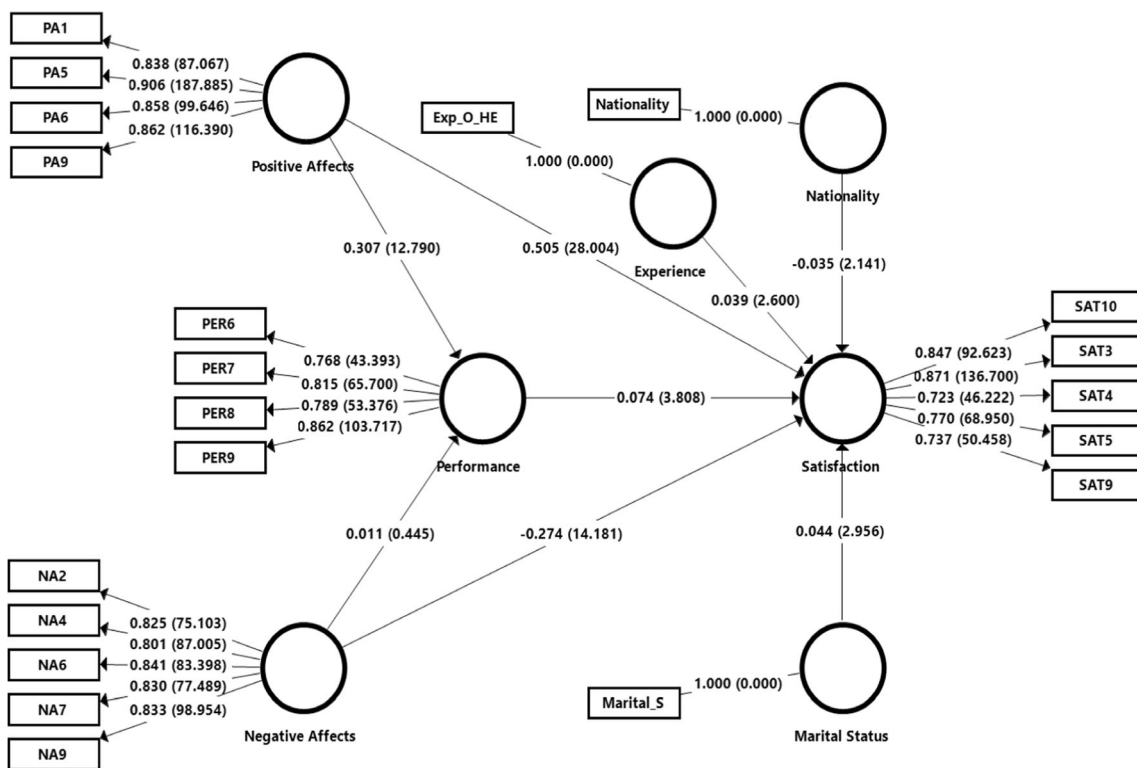 PA1
PA5
PA6
PA9
0.838 (87.067)
0.906 (187.885)
0.858 (99.646)
0.862 (116.390)
Positive Affects
Exp_O_HE
1.000 (0.000)
Experience
Nationality
1.000 (0.000)
Nationality
0.307 (12.790)
0.505 (28.004)
0.039 (2.600)
-0.035 (2.141)
PER6
PER7
PER8
PER9
0.768 (43.393)
0.815 (65.700)
0.789 (53.376)
0.862 (103.717)
Performance
0.074 (3.808)
Satisfaction
0.847 (92.623)
0.871 (136.700)
0.723 (46.222)
0.770 (68.950)
0.737 (50.458)
SAT10
SAT3
SAT4
SAT5
SAT9
0.011 (0.445)
-0.274 (14.181)
0.044 (2.956)
NA2
NA4
NA6
NA7
NA9
0.825 (75.103)
0.801 (87.005)
0.841 (83.398)
0.830 (77.489)
0.833 (98.954)
Negative Affects
Marital_S
1.000 (0.000)
Marital Status